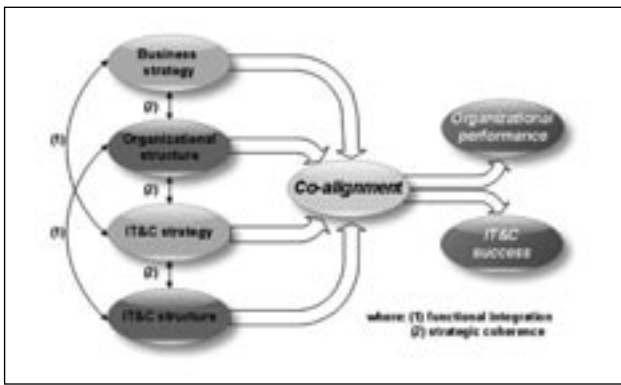 Business
strategy
(2)
Organizational
structure
(1)
(2)
IT&C strategy
(1)
(2)
IT&C structure
Co-alignment
Organizational
performance
IT&C
success
where: (1) functional integration
(2) strategic coherence